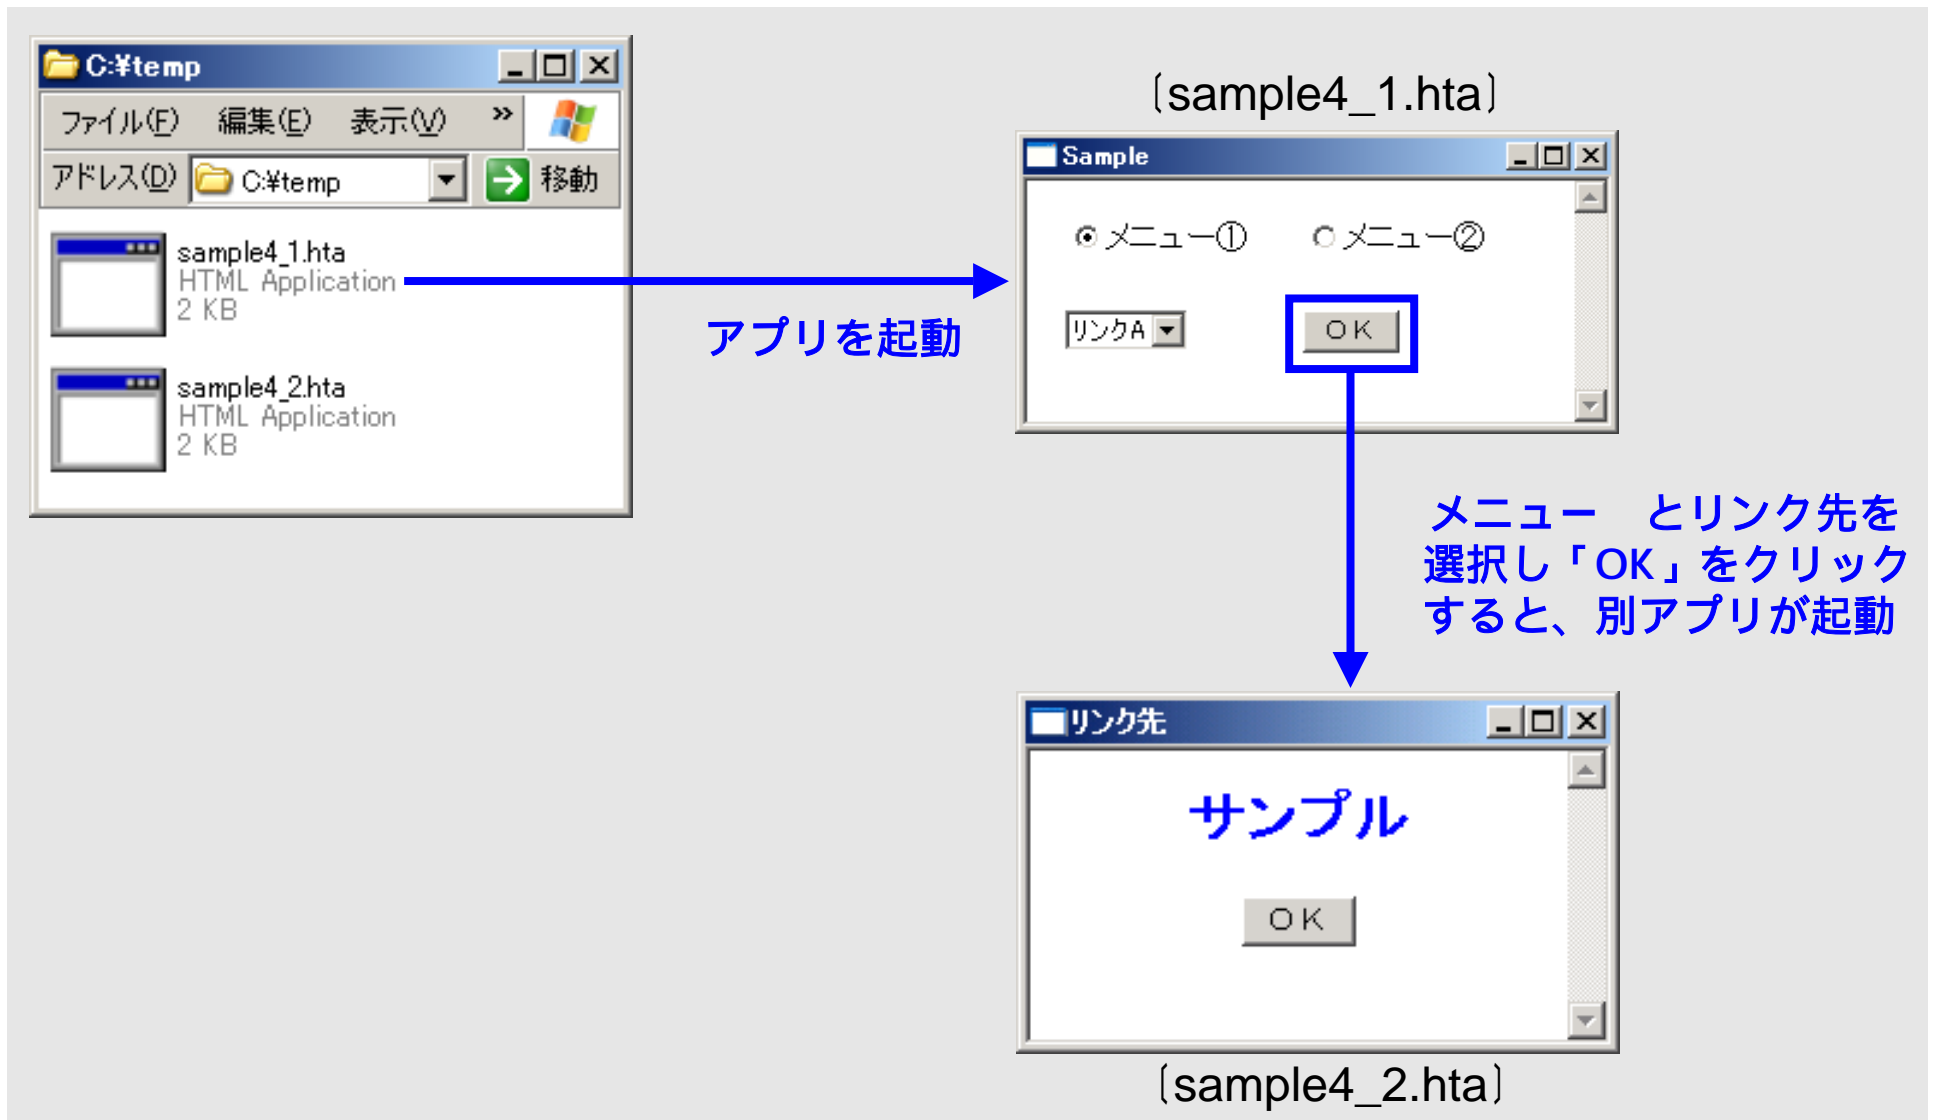 C:¥temp
ファイル(F) 編集(E) 表示(V) »
アドレス(D) C:¥temp 移動
sample4_1.hta
HTML Application
2 KB
sample4_2.hta
HTML Application
2 KB
アプリを起動
〔sample4_1.hta〕
Sample
メニュー① メニュー②
リンクA OK
メニュー　とリンク先を
選択し「OK」をクリック
すると、別アプリが起動
リンク先
サンプル
OK
〔sample4_2.hta〕